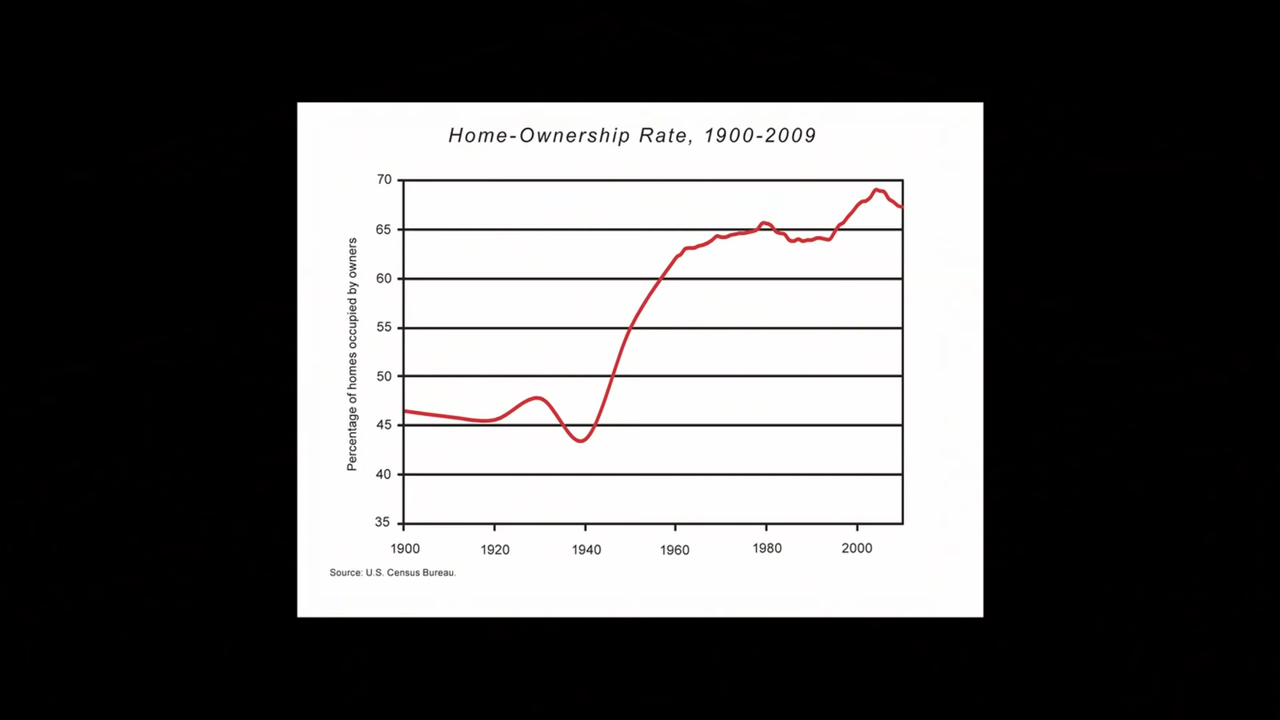 Home-Ownership Rate, 1900-2009
Percentage of homes occupied by owners
70
65
60
55
50
45
40
35
1900 1920 1940 1960 1980 2000
Source: U.S. Census Bureau.